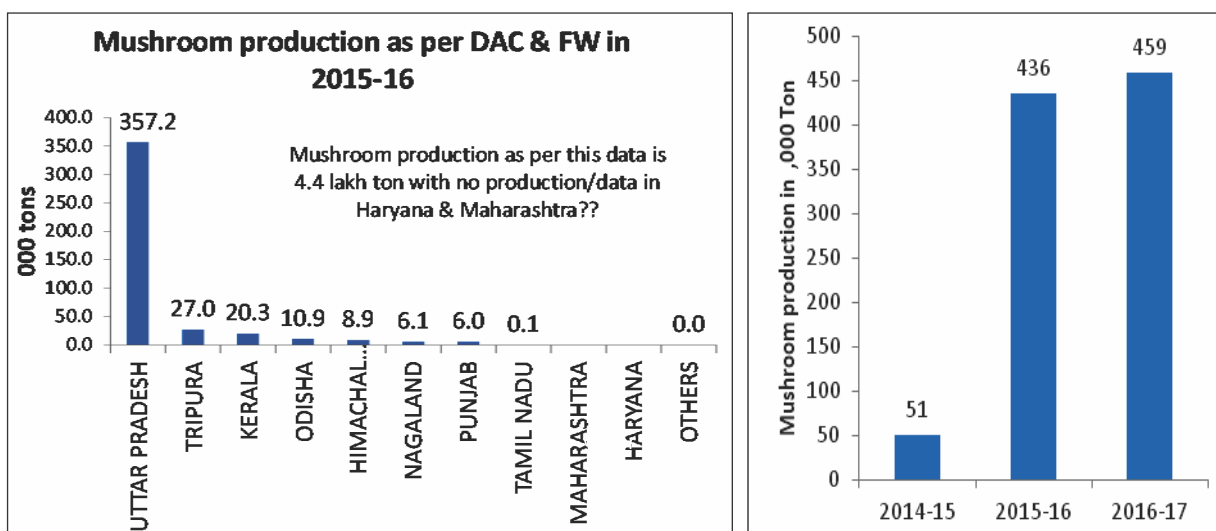 Mushroom production as per DAC & FW in
2015-16
000 tons
400.0
350.0
300.0
250.0
200.0
150.0
100.0
50.0
0.0
Mushroom production as per this data is
4.4 lakh ton with no production/data in
Haryana & Maharashtra??
357.2
27.0
20.3
10.9
8.9
6.1
6.0
0.1
0.0
UTTAR PRADESH
TRIPURA
KERALA
ODISHA
HIMACHAL...
NAGALAND
PUNJAB
TAMIL NADU
MAHARASHTRA
HARYANA
OTHERS
Mushroom production in ,000 Ton
500
450
400
350
300
250
200
150
100
50
0
51
436
459
2014-15
2015-16
2016-17